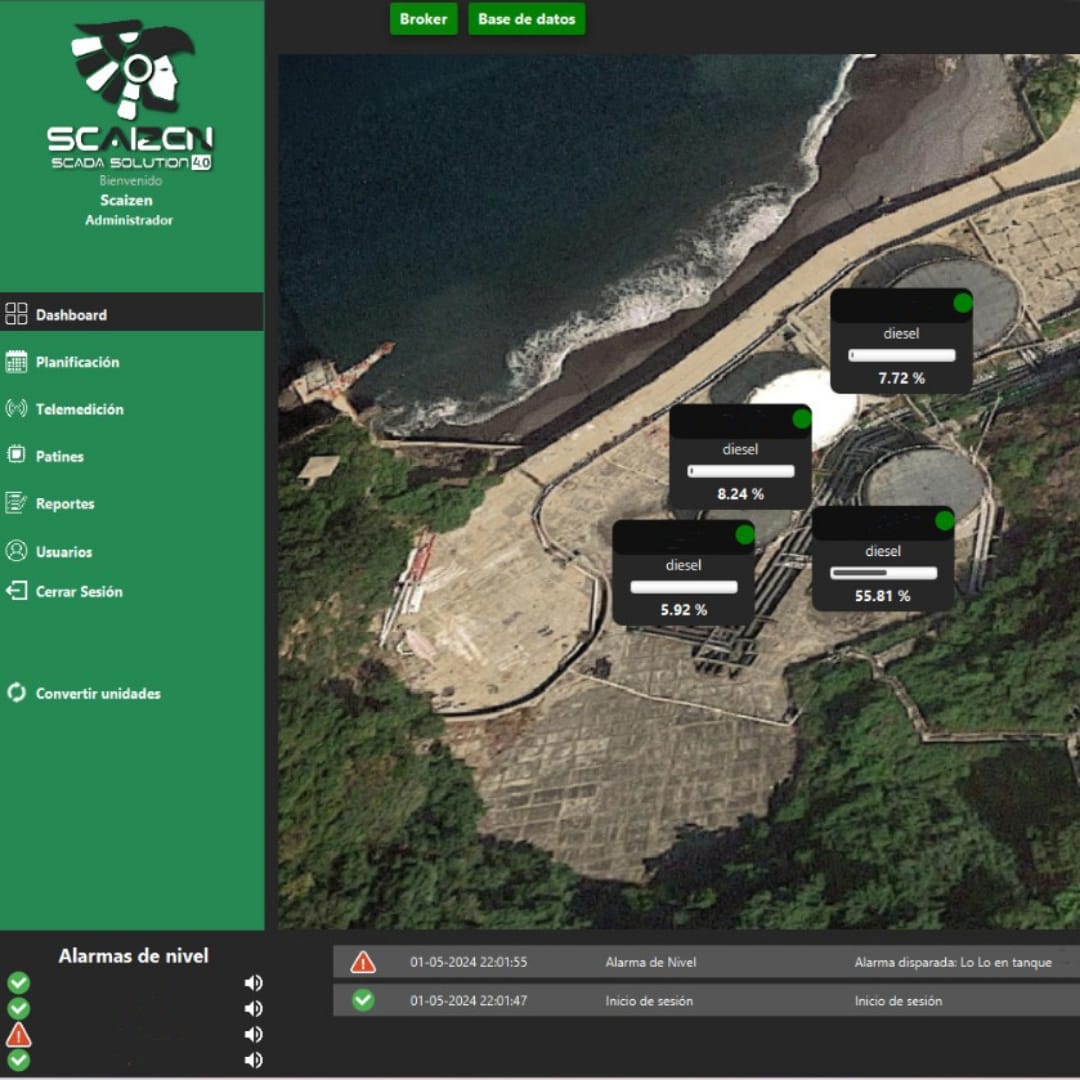 SCAIZEN
SCADA SOLUTION 4.0
Bienvenido
Scaizen
Administrador
Dashboard
Planificación
Telemedición
Patines
Reportes
Usuarios
Cerrar Sesión
Convertir unidades
Broker
Base de datos
diesel
7.72 %
diesel
8.24 %
diesel
5.92 %
diesel
55.81 %
Alarmas de nivel
01-05-2024 22:01:55 Alarma de Nivel Alarma disparada: Lo Lo en tanque
01-05-2024 22:01:47 Inicio de sesión Inicio de sesión